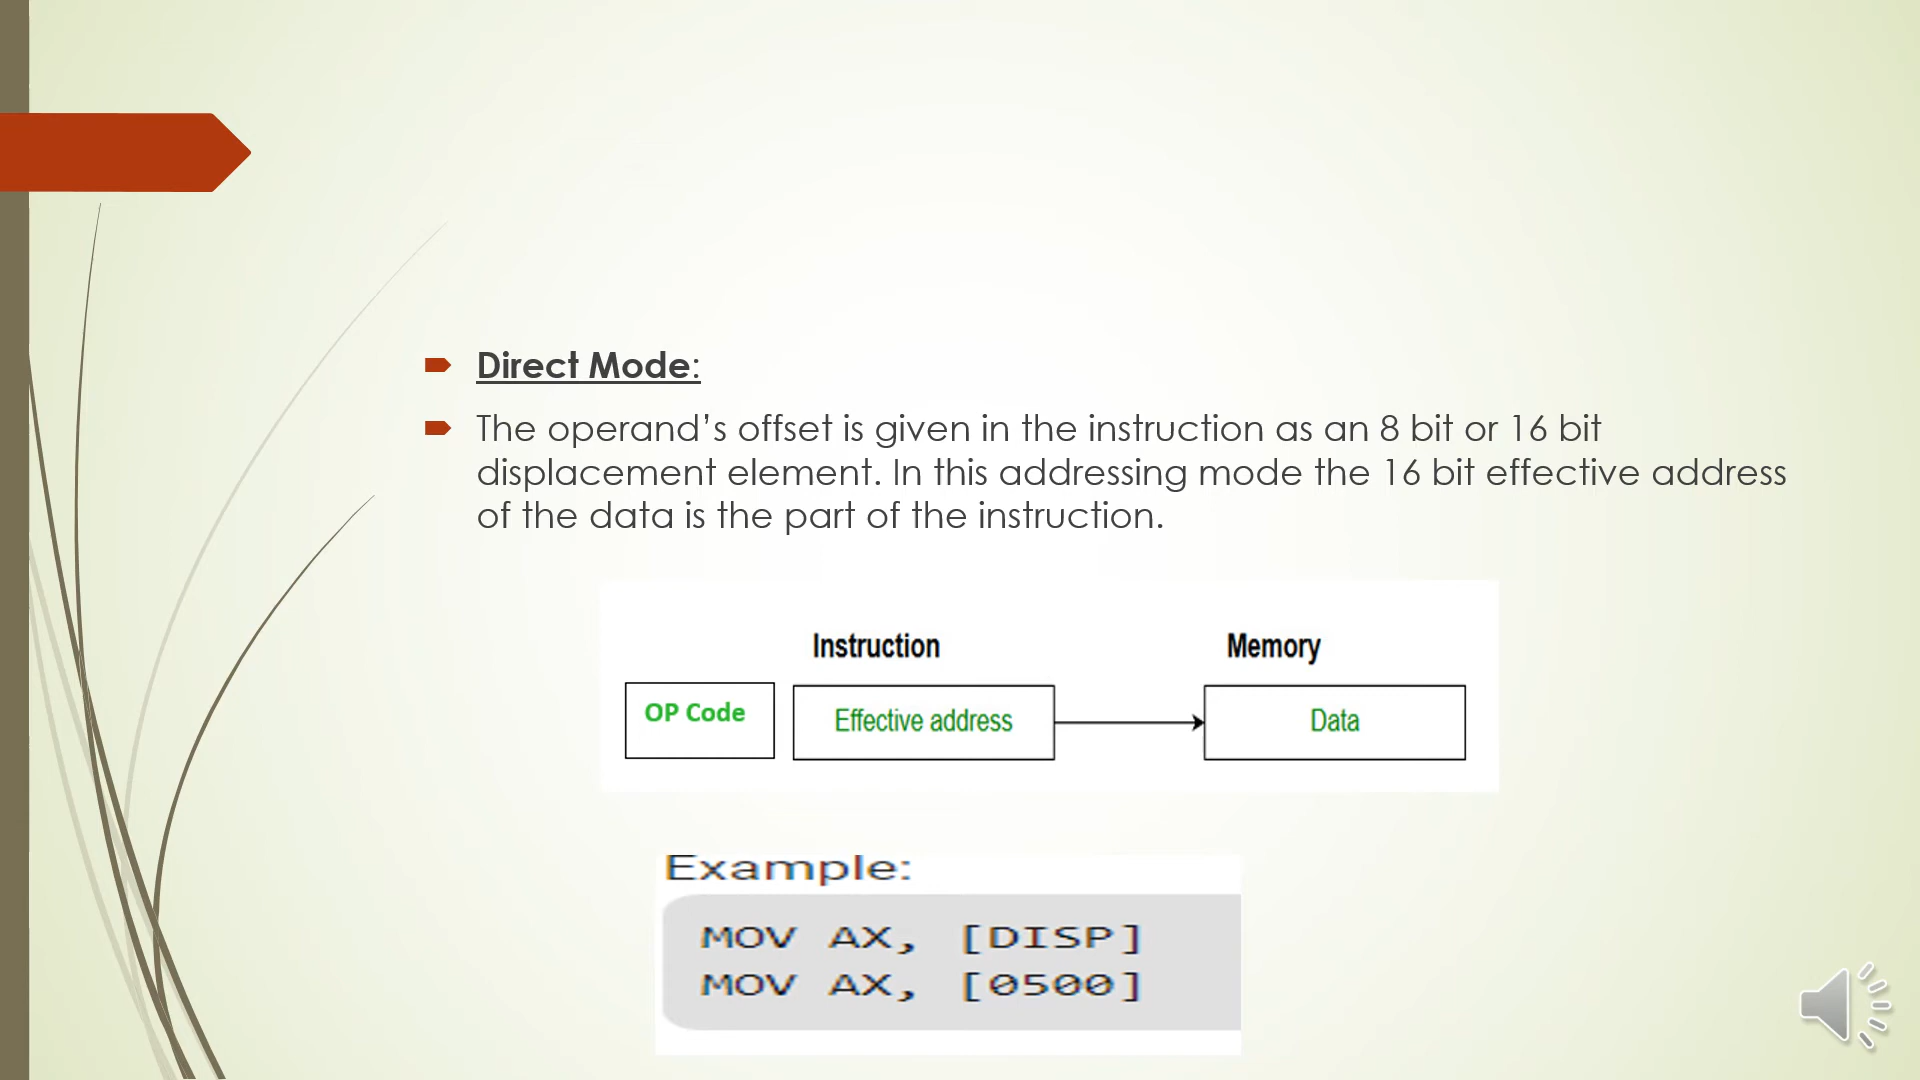 Direct Mode:
The operand’s offset is given in the instruction as an 8 bit or 16 bit
displacement element. In this addressing mode the 16 bit effective address
of the data is the part of the instruction.
Instruction Memory
OP Code Effective address Data
Example:
MOV AX, [DISP]
MOV AX, [0500]